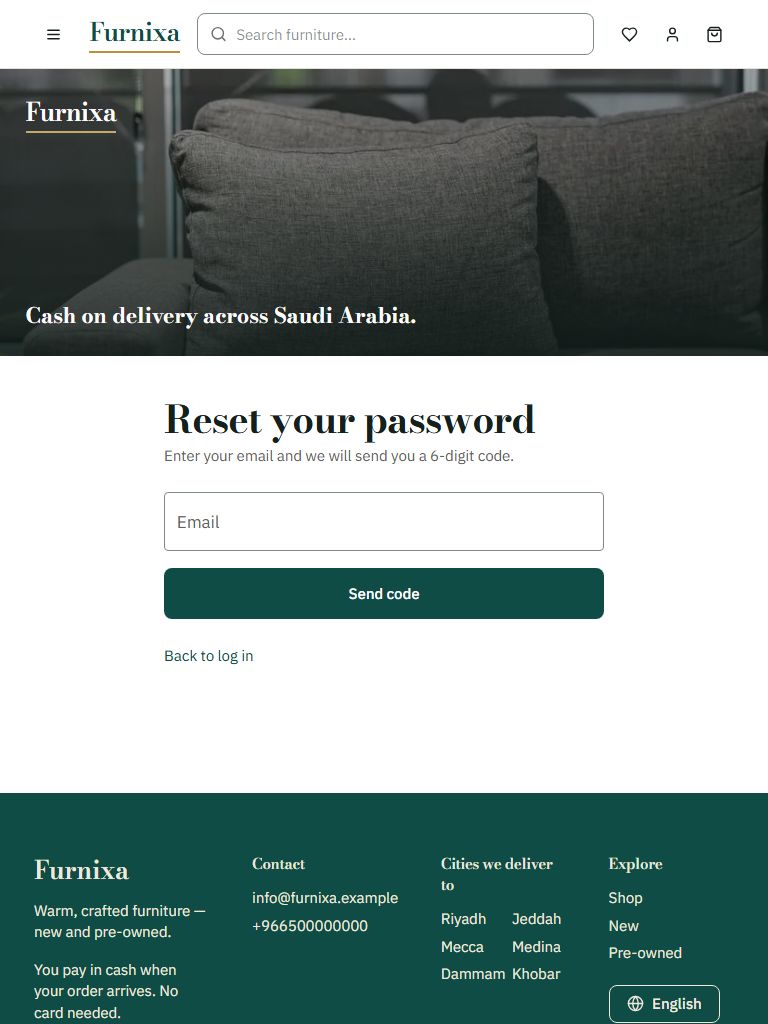 Furnixa
Search furniture...
Furnixa
Cash on delivery across Saudi Arabia.
Reset your password
Enter your email and we will send you a 6-digit code.
Email
Send code
Back to log in
Furnixa
Warm, crafted furniture —
new and pre-owned.
You pay in cash when
your order arrives. No
card needed.
Contact
info@furnixa.example
+966500000000
Cities we deliver
to
Riyadh Jeddah
Mecca Medina
Dammam Khobar
Explore
Shop
New
Pre-owned
English